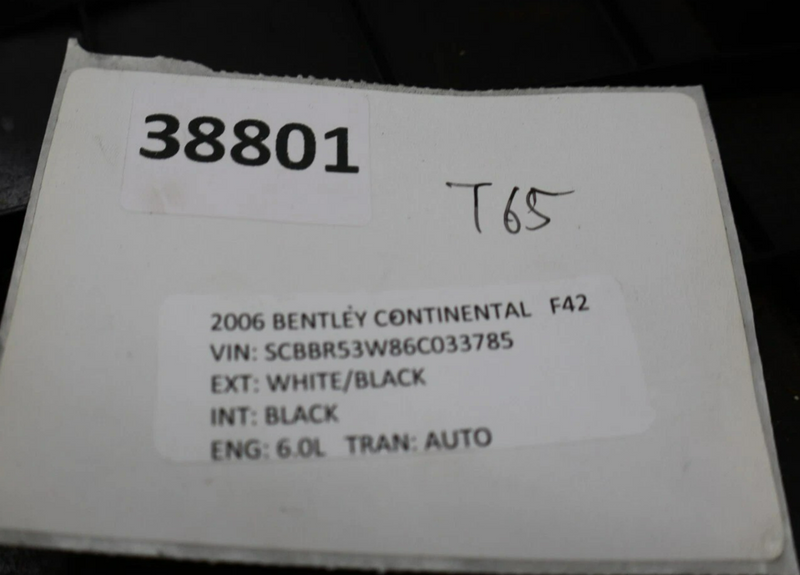 38801
T65
2006 BENTLEY CONTINENTAL F42
VIN: SCBBR53W86C033785
EXT: WHITE/BLACK
INT: BLACK
ENG: 6.0L TRAN: AUTO